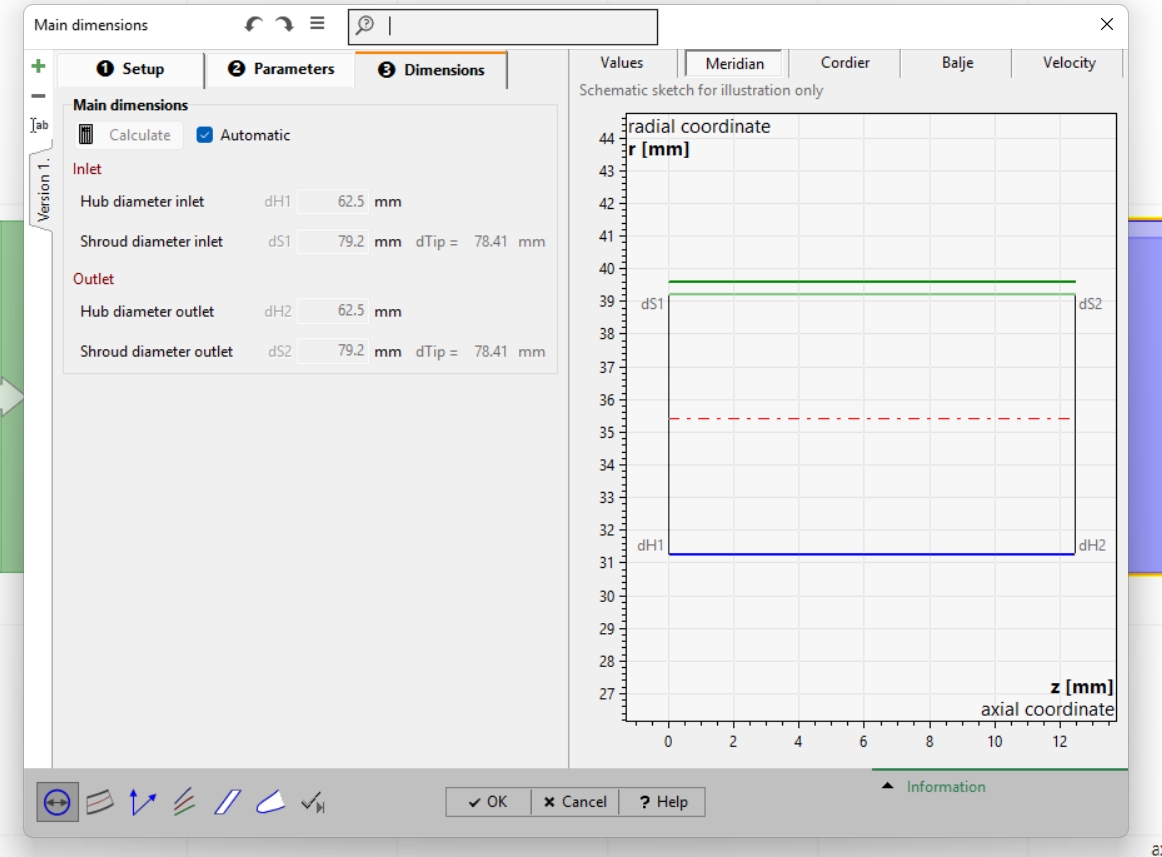 Main dimensions
1 Setup
2 Parameters
3 Dimensions
ab
Version 1.
Main dimensions
Calculate
Automatic
Inlet
Hub diameter inlet dH1 62.5 mm
Shroud diameter inlet dS1 79.2 mm dTip = 78.41 mm
Outlet
Hub diameter outlet dH2 62.5 mm
Shroud diameter outlet dS2 79.2 mm dTip = 78.41 mm
Values
Meridian
Cordier
Balje
Velocity
Schematic sketch for illustration only
radial coordinate
r [mm]
44
43
42
41
40
39
38
37
36
35
34
33
32
31
30
29
28
27
dS1
dS2
dH1
dH2
z [mm]
axial coordinate
0 2 4 6 8 10 12
Information
OK
Cancel
? Help